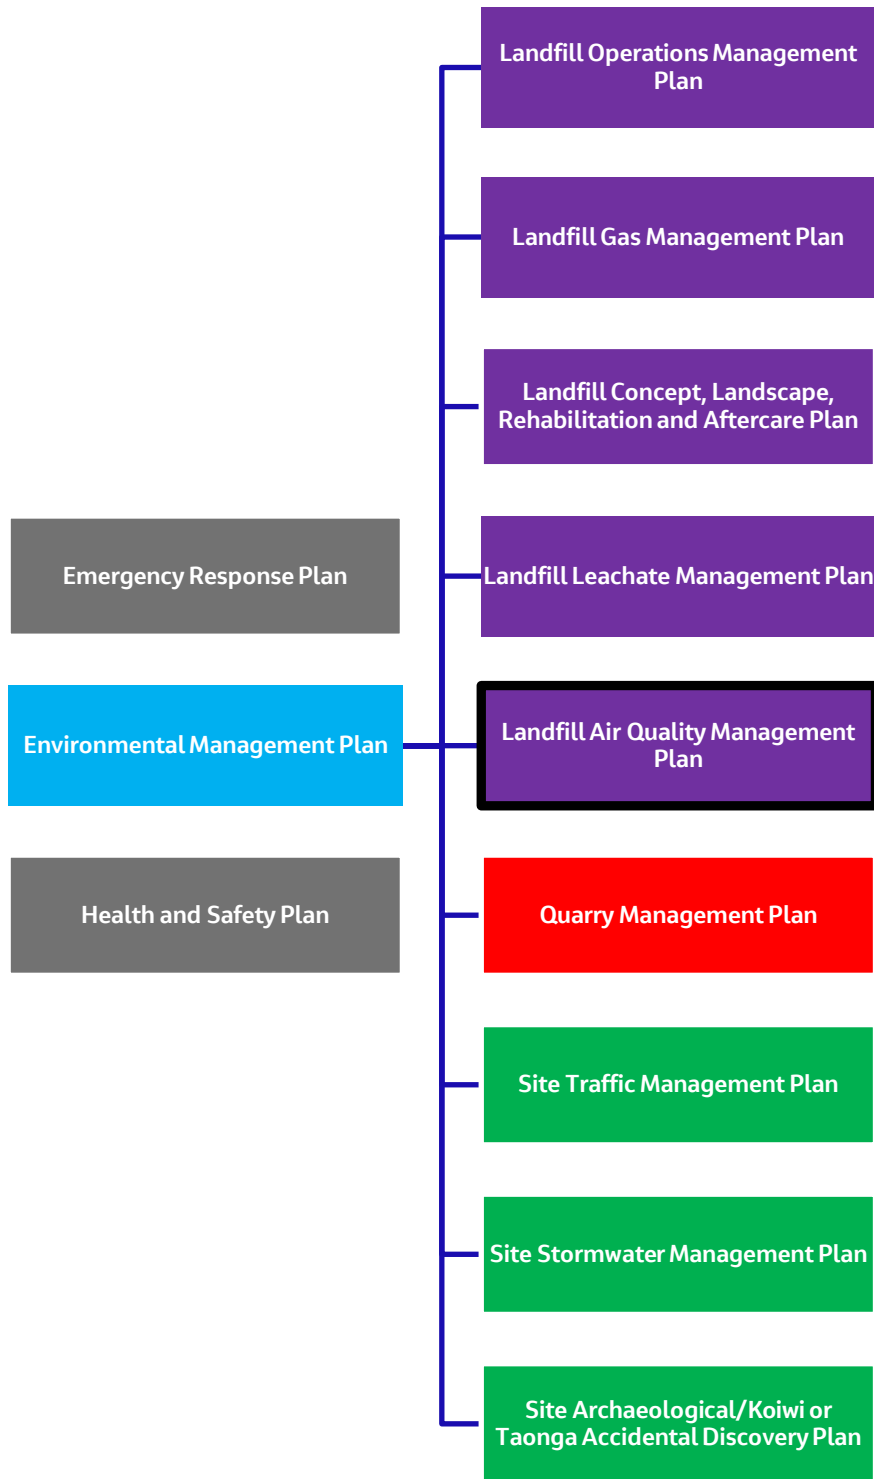 Landfill Operations Management
Plan
Landfill Gas Management Plan
Landfill Concept, Landscape,
Rehabilitation and Aftercare Plan
Emergency Response Plan
Landfill Leachate Management Plan
Environmental Management Plan
Landfill Air Quality Management
Plan
Health and Safety Plan
Quarry Management Plan
Site Traffic Management Plan
Site Stormwater Management Plan
Site Archaeological/Koiwi or
Taonga Accidental Discovery Plan